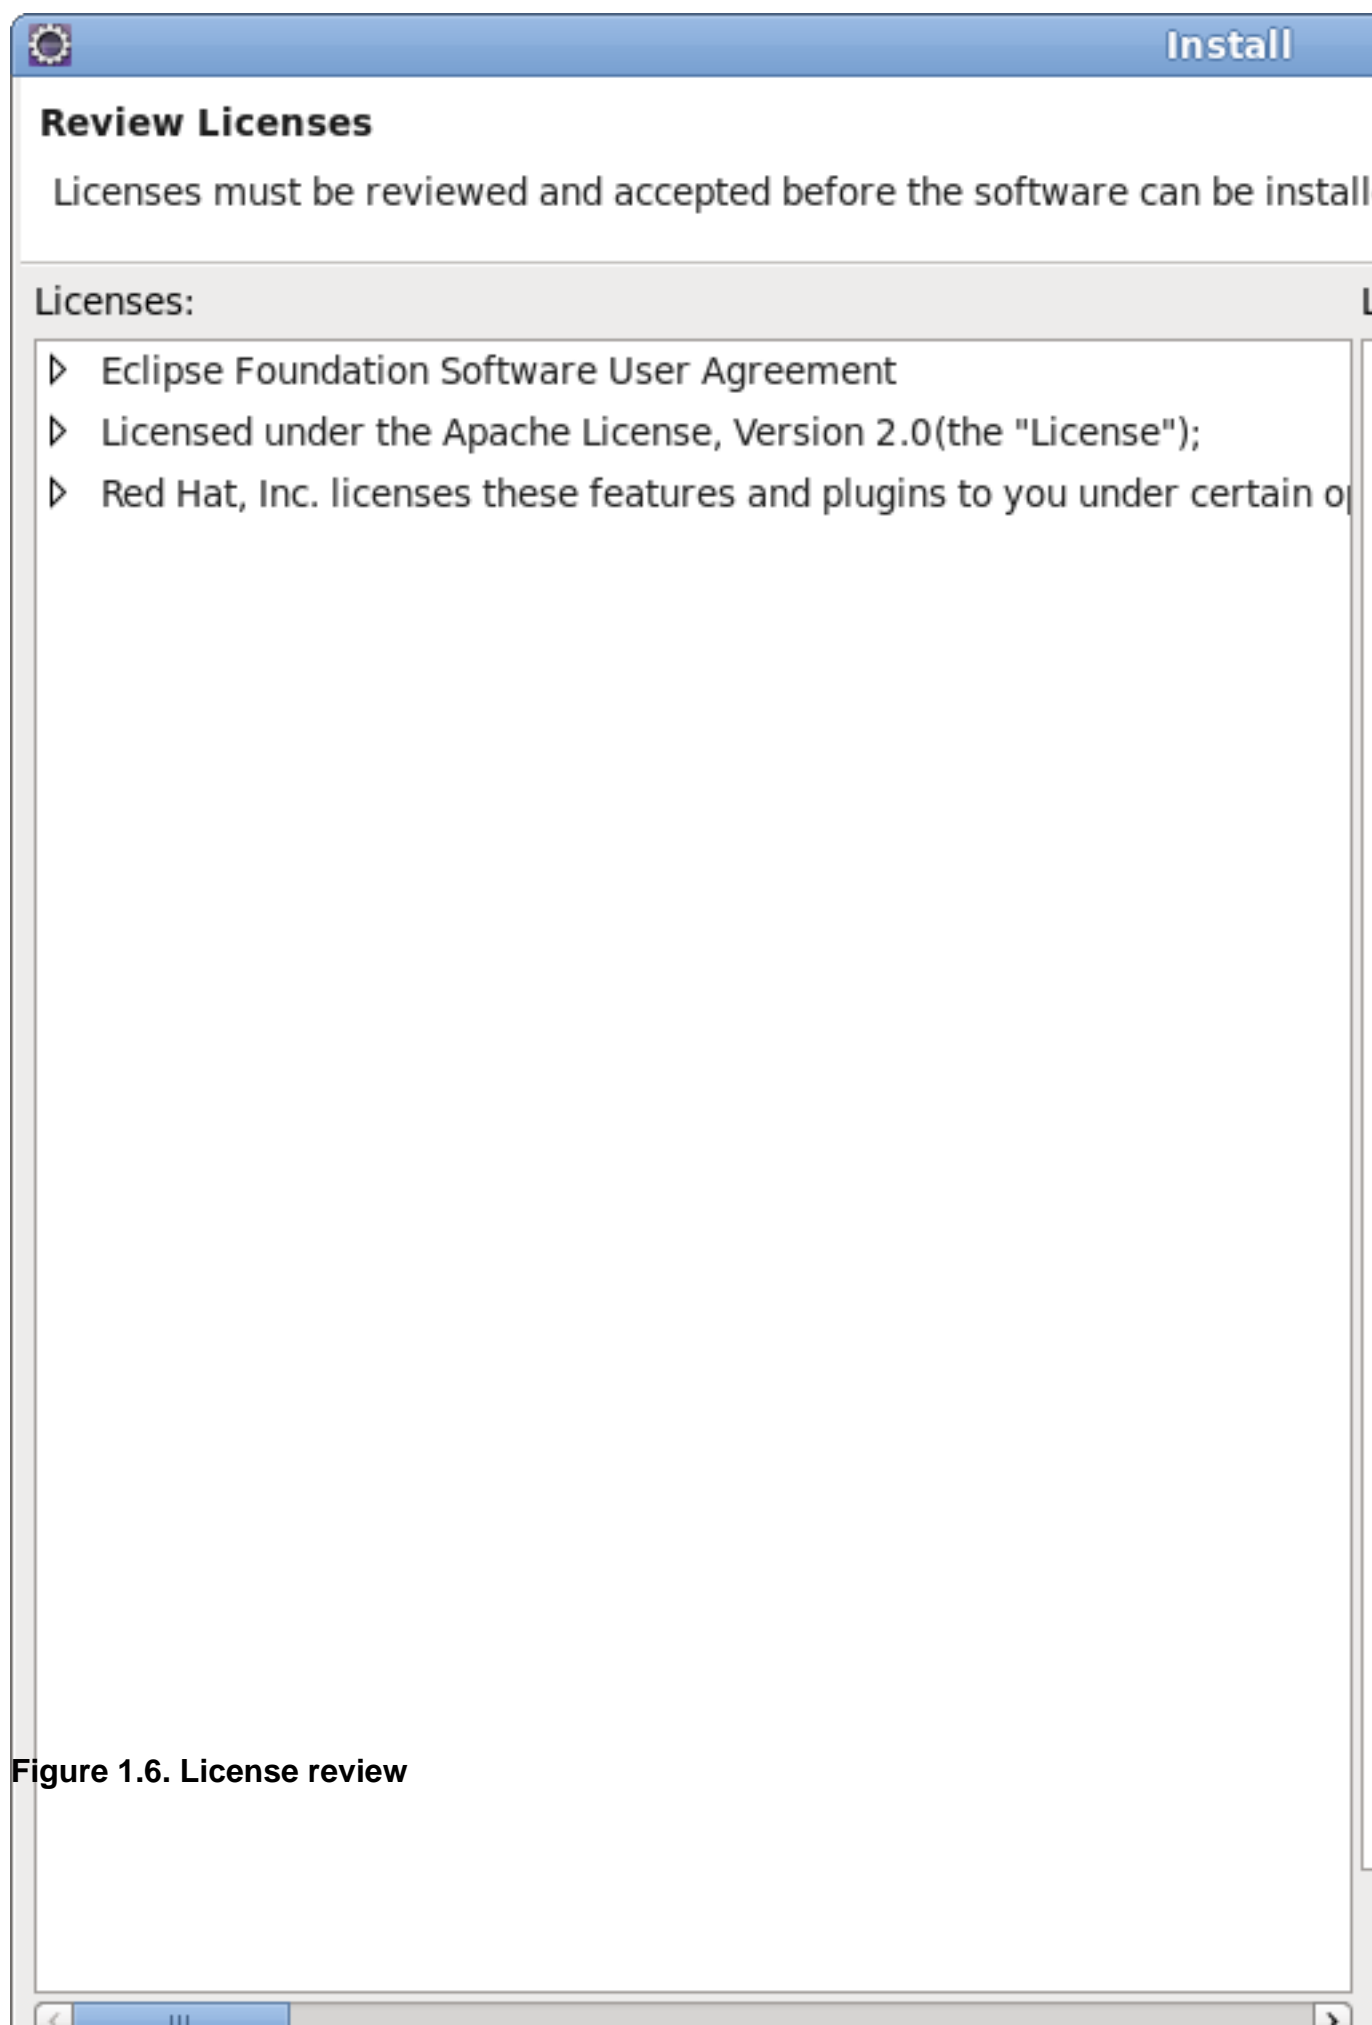 Install
Review Licenses
Licenses must be reviewed and accepted before the software can be install
Licenses:
Eclipse Foundation Software User Agreement
Licensed under the Apache License, Version 2.0(the "License");
Red Hat, Inc. licenses these features and plugins to you under certain
Figure 1.6. License review